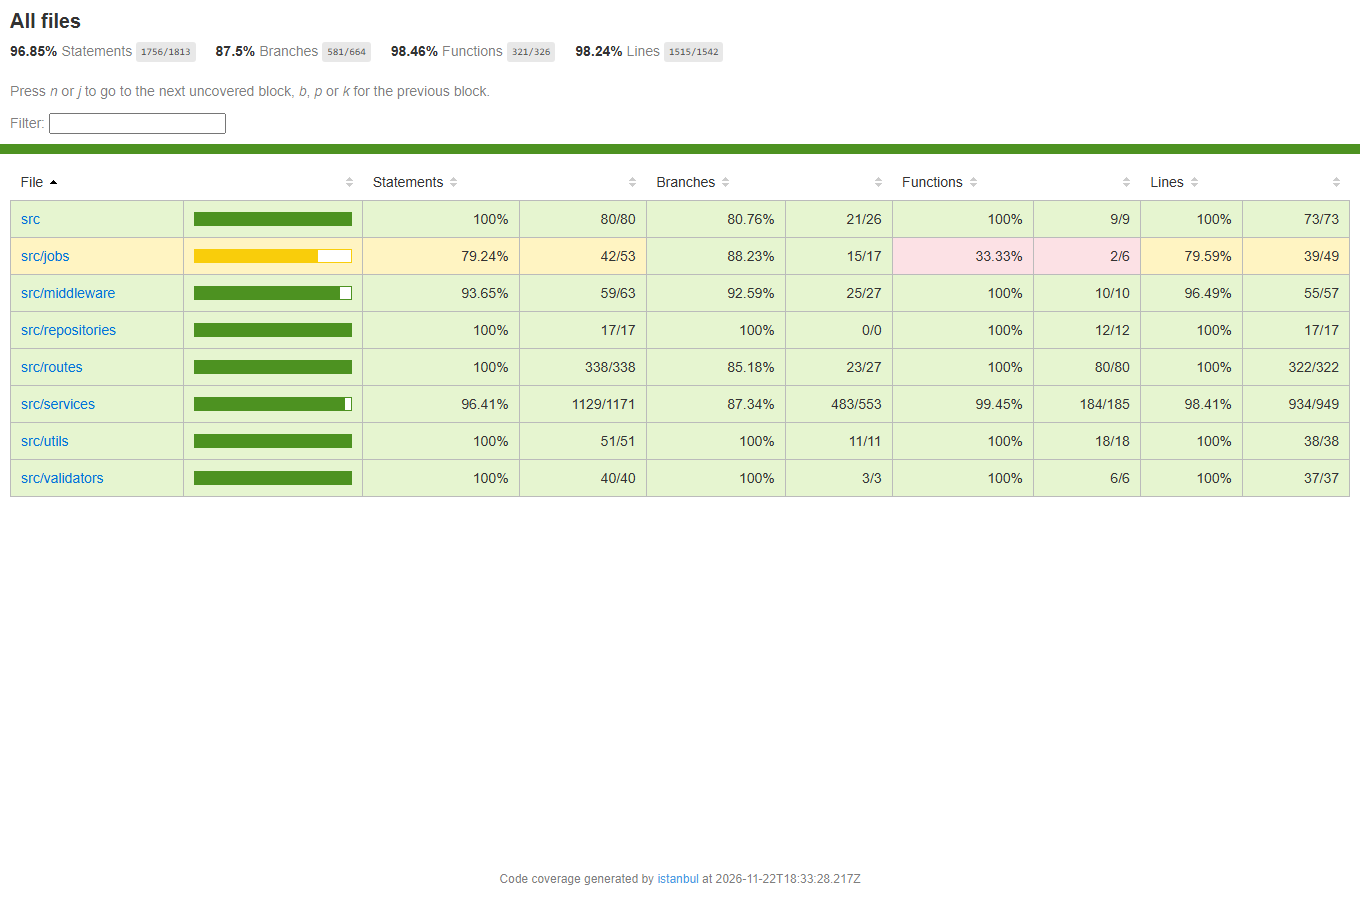 All files
96.85% Statements 1756/1813 87.5% Branches 581/664 98.46% Functions 321/326 98.24% Lines 1515/1542
Press n or j to go to the next uncovered block, b, p or k for the previous block.
Filter:
File Statements Branches Functions Lines
src 100% 80/80 80.76% 21/26 100% 9/9 100% 73/73
src/jobs 79.24% 42/53 88.23% 15/17 33.33% 2/6 79.59% 39/49
src/middleware 93.65% 59/63 92.59% 25/27 100% 10/10 96.49% 55/57
src/repositories 100% 17/17 100% 0/0 100% 12/12 100% 17/17
src/routes 100% 338/338 85.18% 23/27 100% 80/80 100% 322/322
src/services 96.41% 1129/1171 87.34% 483/553 99.45% 184/185 98.41% 934/949
src/utils 100% 51/51 100% 11/11 100% 18/18 100% 38/38
src/validators 100% 40/40 100% 3/3 100% 6/6 100% 37/37
Code coverage generated by istanbul at 2026-11-22T18:33:28.217Z